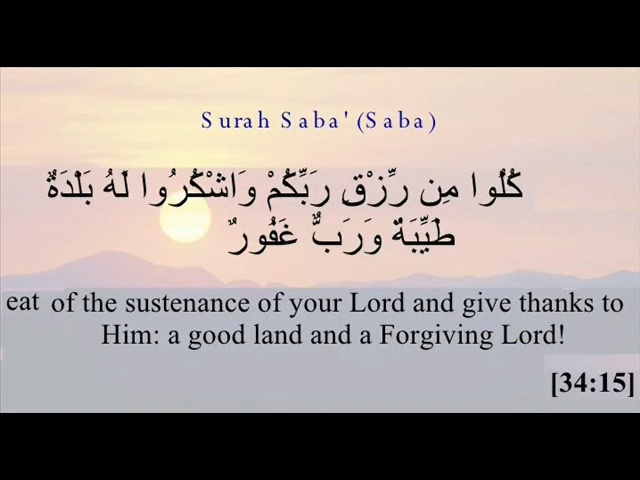 Surah Saba' (Saba)
كُلُوا مِن رِّزْقِ رَبِّكُمْ وَاشْكُرُوا لَهُ بَلْدَةٌ
طَيِّبَةٌ وَرَبٌّ غَفُورٌ
eat of the sustenance of your Lord and give thanks to
Him: a good land and a Forgiving Lord!
[34:15]